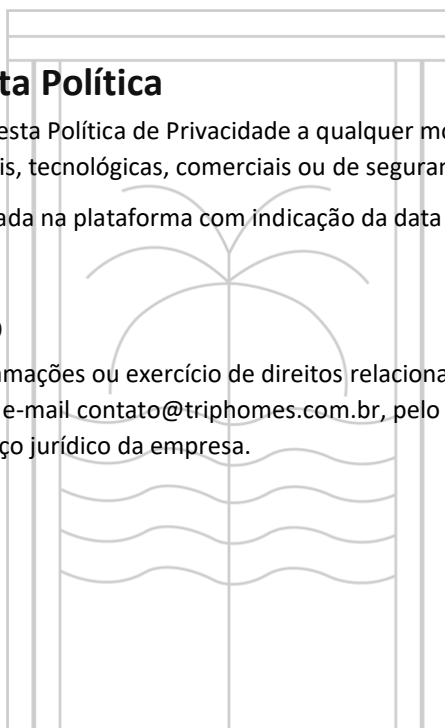 ta Política
esta Política de Privacidade a qualquer mo
is, tecnológicas, comerciais ou de seguran
ada na plataforma com indicação da data
mações ou exercício de direitos relaciona
e-mail contato@triphomes.com.br, pelo
ço jurídico da empresa.